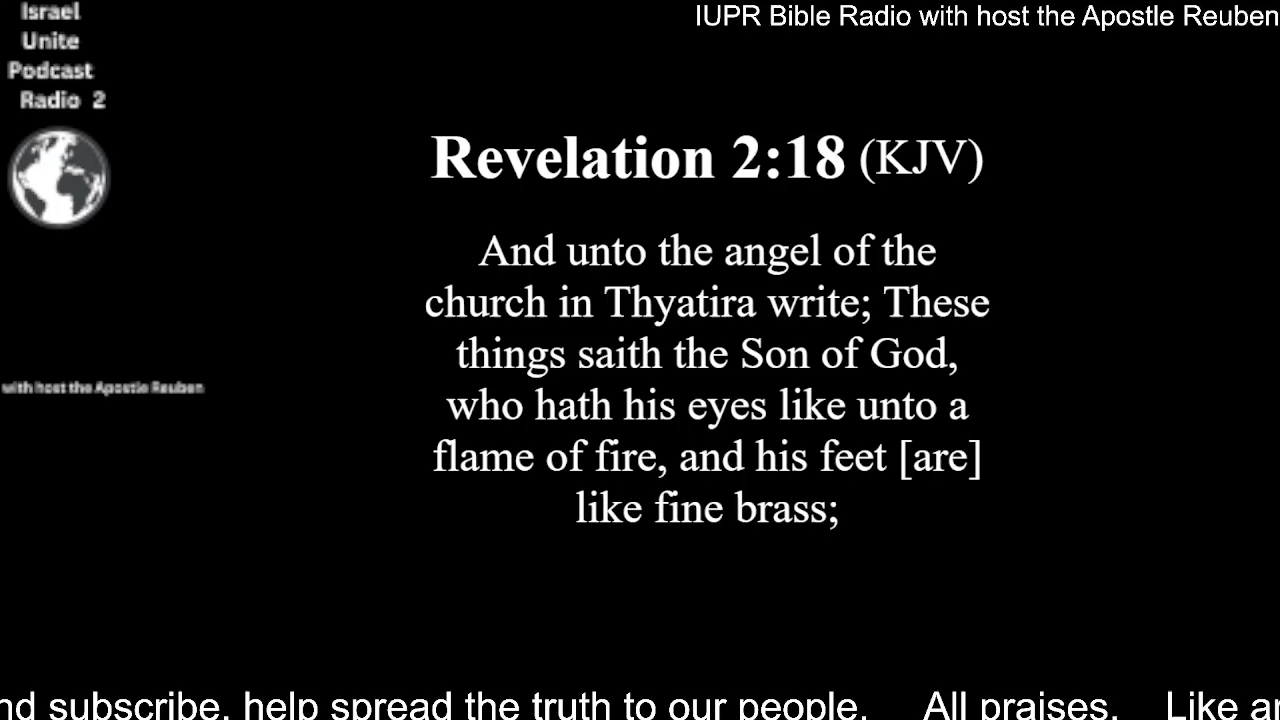 Israel
Unite
Podcast
Radio 2
IUPR Bible Radio with host the Apostle Reuben
Revelation 2:18 (KJV)
And unto the angel of the
church in Thyatira write; These
things saith the Son of God,
who hath his eyes like unto a
flame of fire, and his feet [are]
like fine brass;
with host the Apostle Reuben
nd subscribe, help spread the truth to our people. All praises. Like a